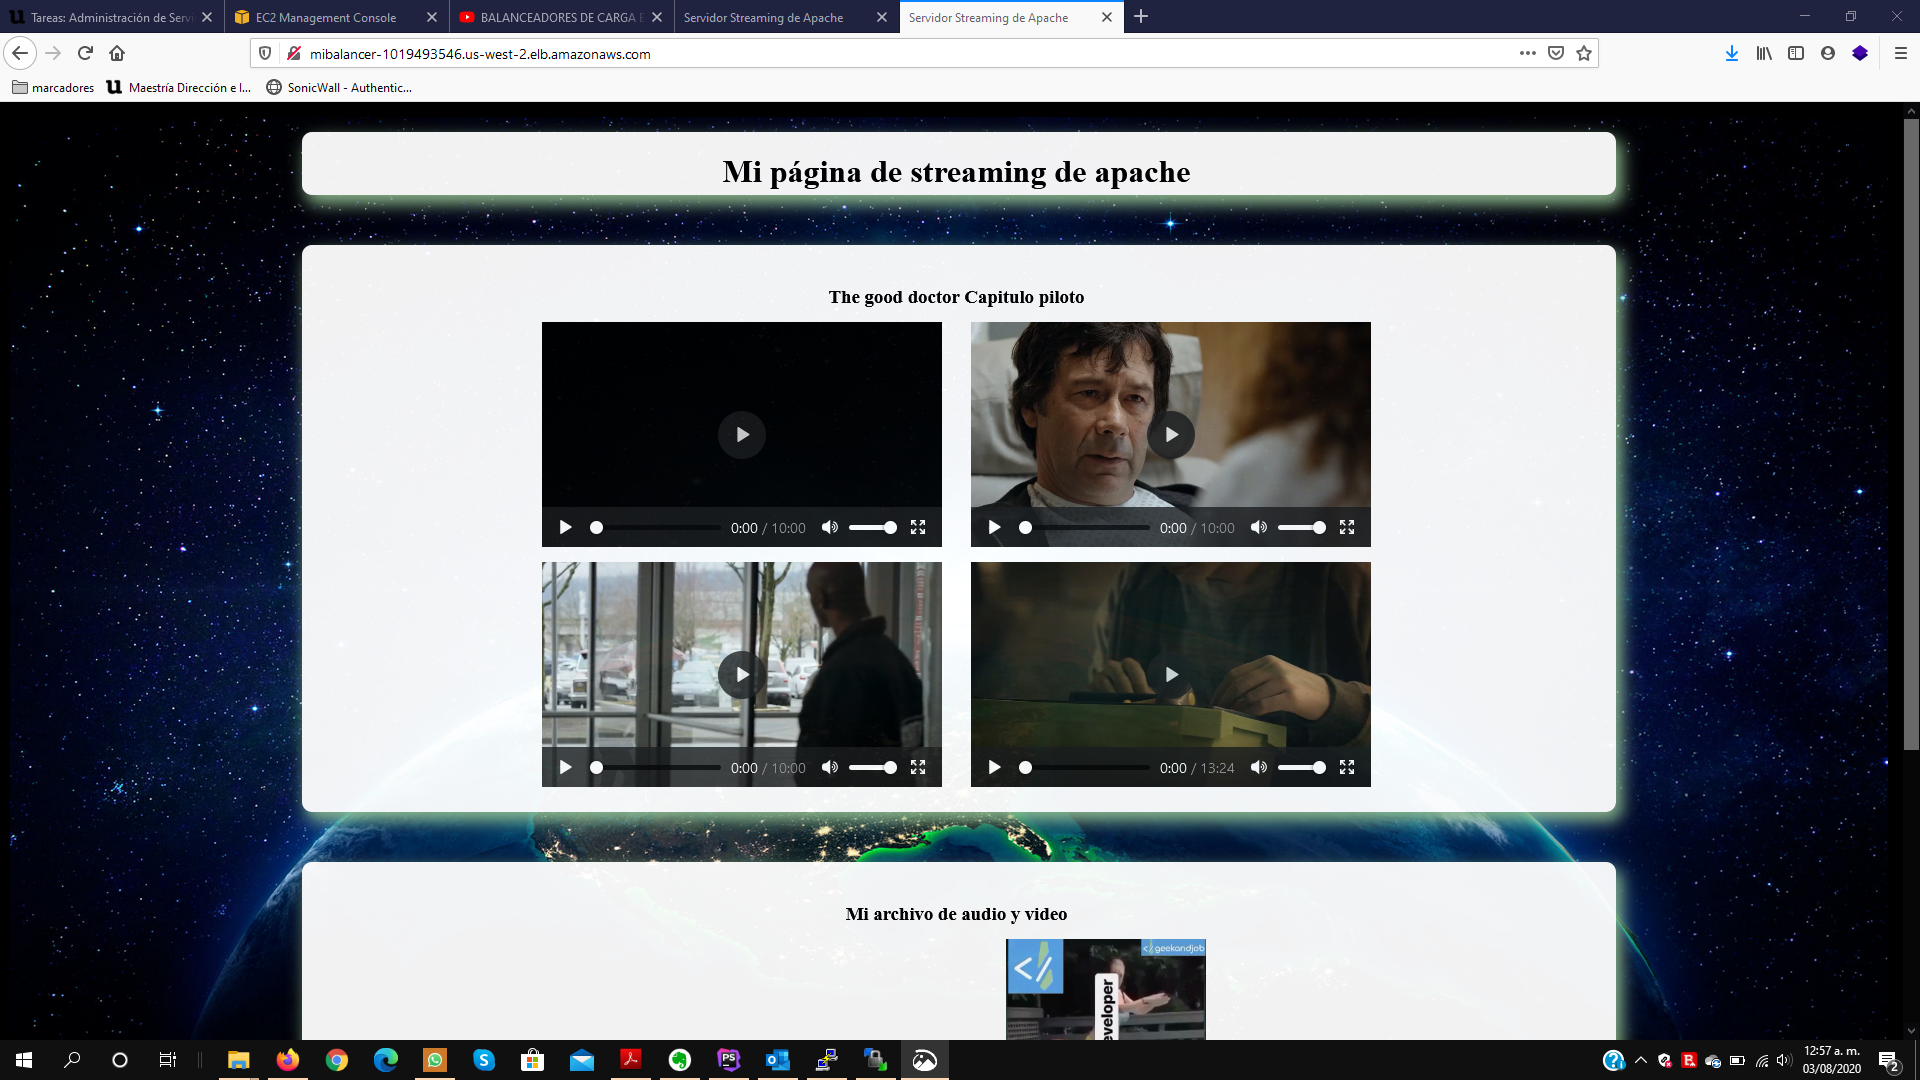 Tareas: Administración de Servi
EC2 Management Console
BALANCEADORES DE CARGA E
Servidor Streaming de Apache
Servidor Streaming de Apache
mibalancer-1019493546.us-west-2.elb.amazonaws.com
marcadores
Maestría Dirección e I...
SonicWall - Authentic...
Mi página de streaming de apache
The good doctor Capitulo piloto
0:00 / 10:00
0:00 / 10:00
0:00 / 10:00
0:00 / 13:24
Mi archivo de audio y video
</> geekandjob
</>
eveloper
12:57 a. m.
03/08/2020
2